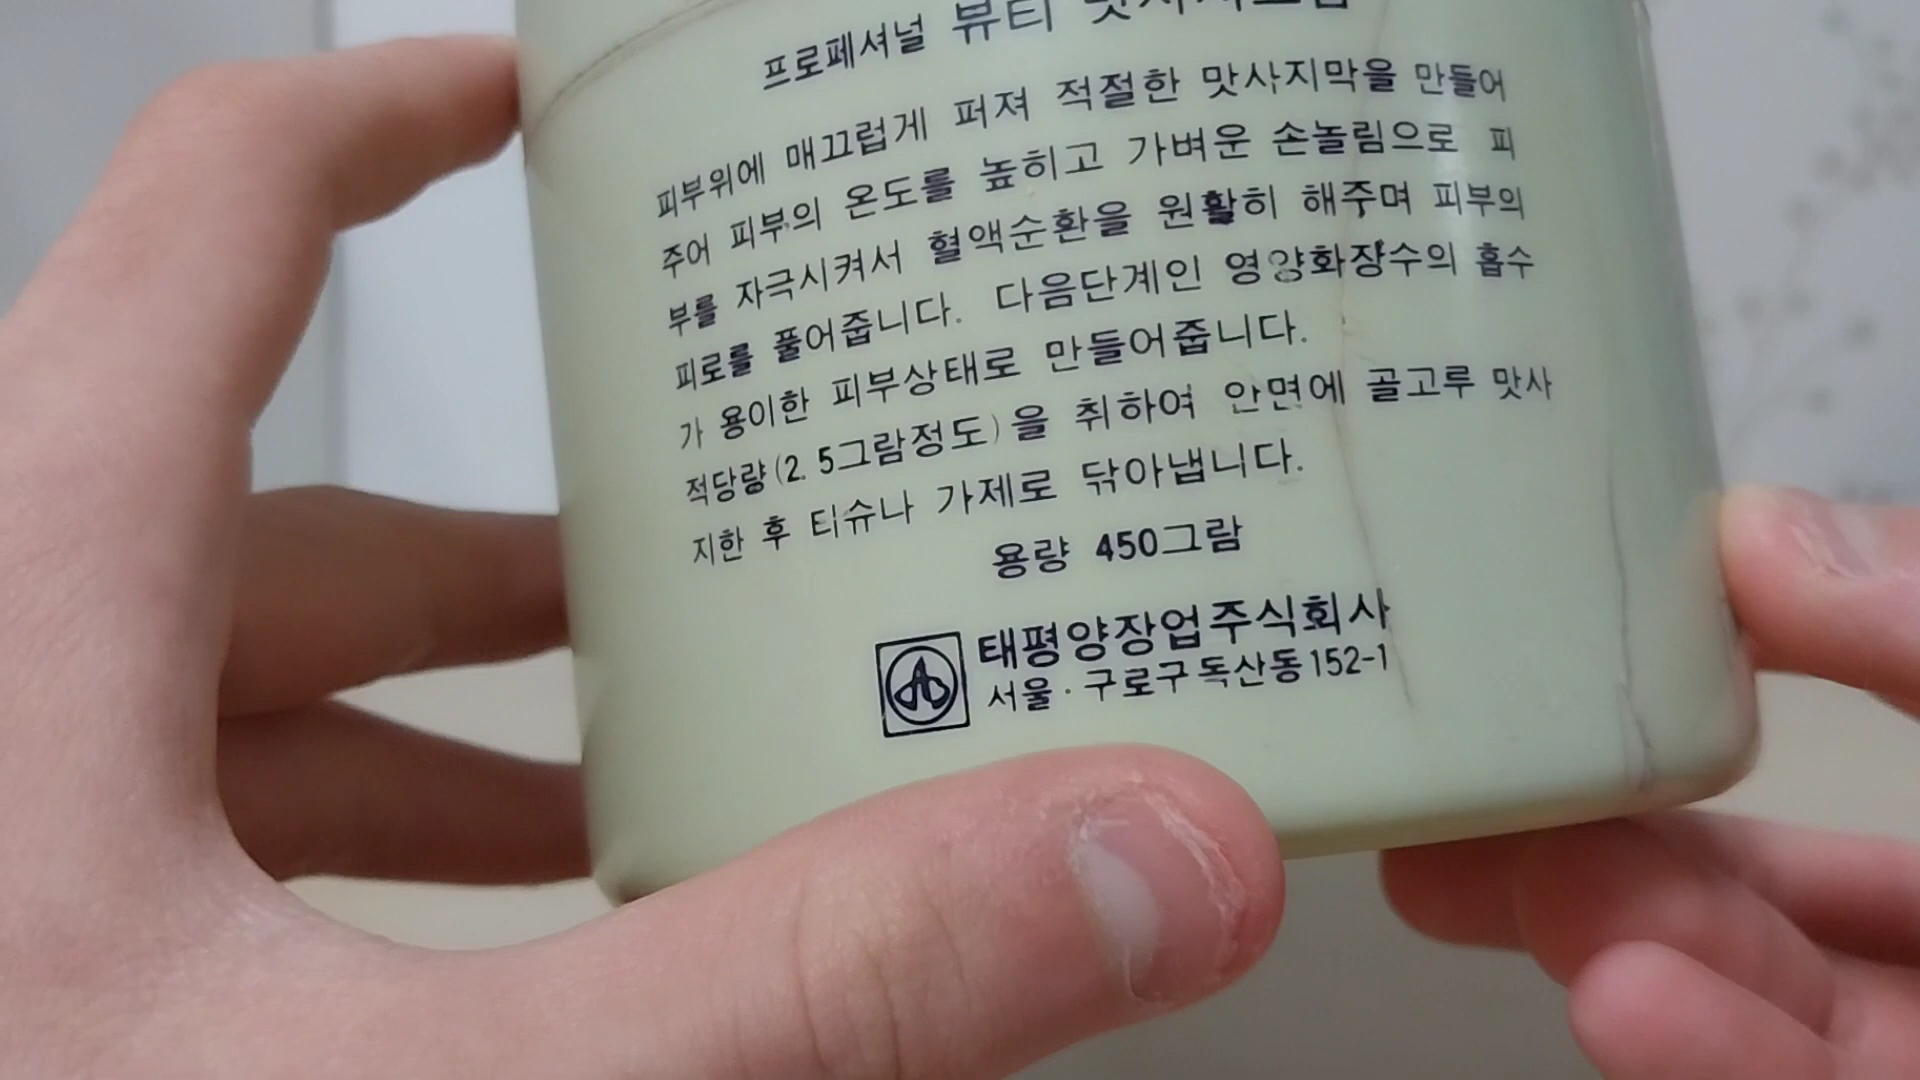 프로페셔널 뷰티 맛사지크림
피부위에 매끄럽게 퍼져 적절한 맛사지막을 만들어
주어 피부의 온도를 높히고 가벼운 손놀림으로 피
부를 자극시켜서 혈액순환을 원활히 해주며 피부의
피로를 풀어줍니다. 다음단계인 영양화장수의 흡수
가 용이한 피부상태로 만들어줍니다.
적당량(2.5그람정도)을 취하여 안면에 골고루 맛사
지한 후 티슈나 가제로 닦아냅니다.
용량 450그람
태평양장업주식회사
서울·구로구독산동152-1